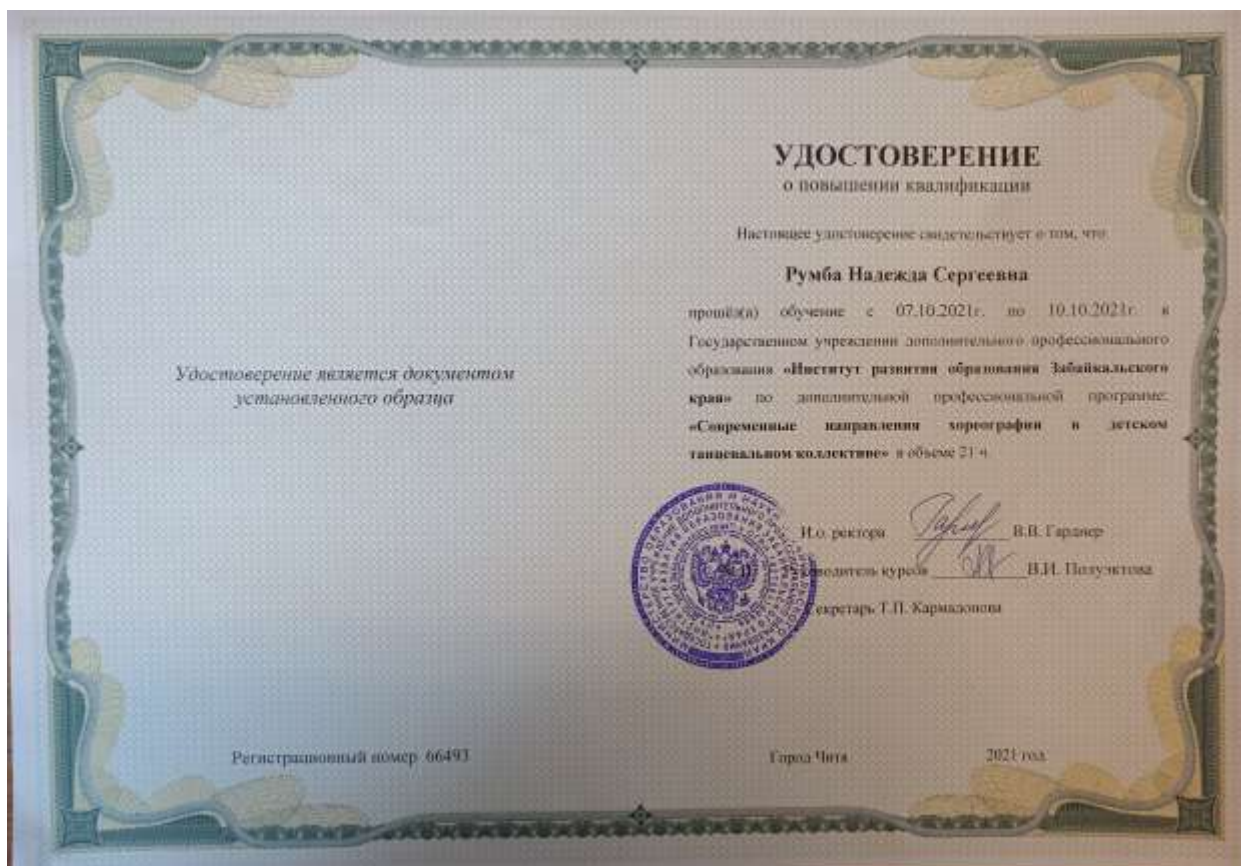 Удостоверение является документом
установленного образца
Регистрационный номер 66493
УДОСТОВЕРЕНИЕ
о повышении квалификации
Настоящее удостоверение свидетельствует о том, что
Румба Надежда Сергеевна
прошёл(а) обучение с 07.10.2021г. по 10.10.2021г. в
Государственном учреждении дополнительного профессионального
образования «Институт развития образования Забайкальского
края» по дополнительной профессиональной программе:
«Современные направления хореографии в детском
танцевальном коллективе» в объеме 21 ч.
И.о. ректора В.В. Гарднер
курсов В.И. Полуэктова
Т.П. Кармадонова
Город Чита 2021 год